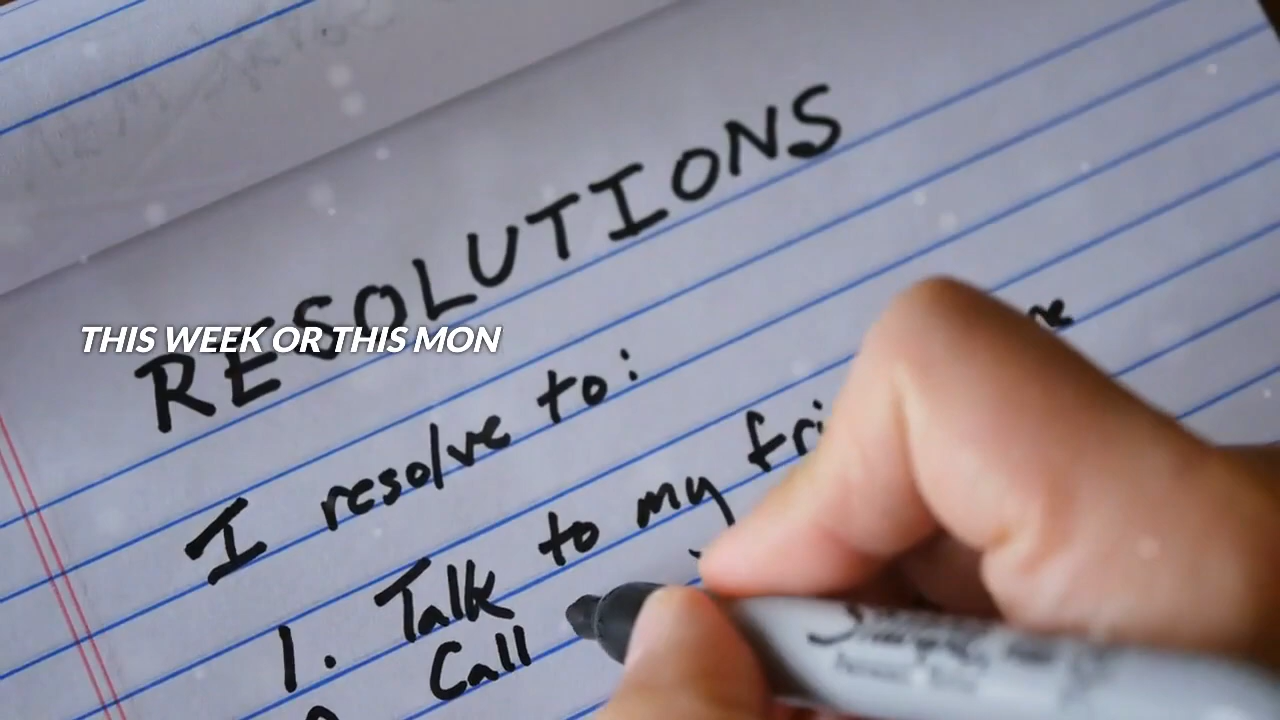 RESOLUTIONS
THIS WEEK OR THIS MON
I resolve to:
1. Talk to my
Call